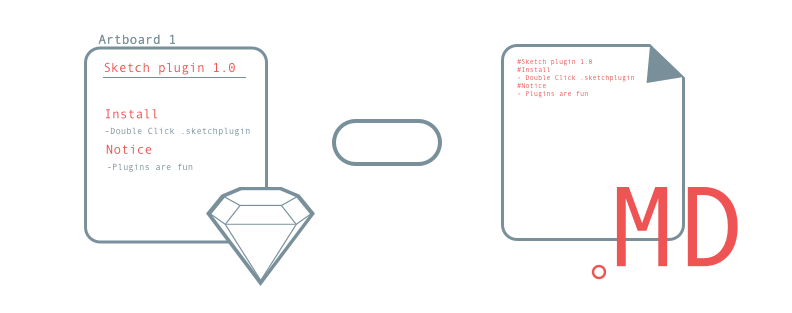 Artboard 1
Sketch plugin 1.0
Install
-Double Click .sketchplugin
Notice
-Plugins are fun
#Sketch plugin 1.0
#Install
- Double Click .sketchplugin
#Notice
- Plugins are fun
.MD